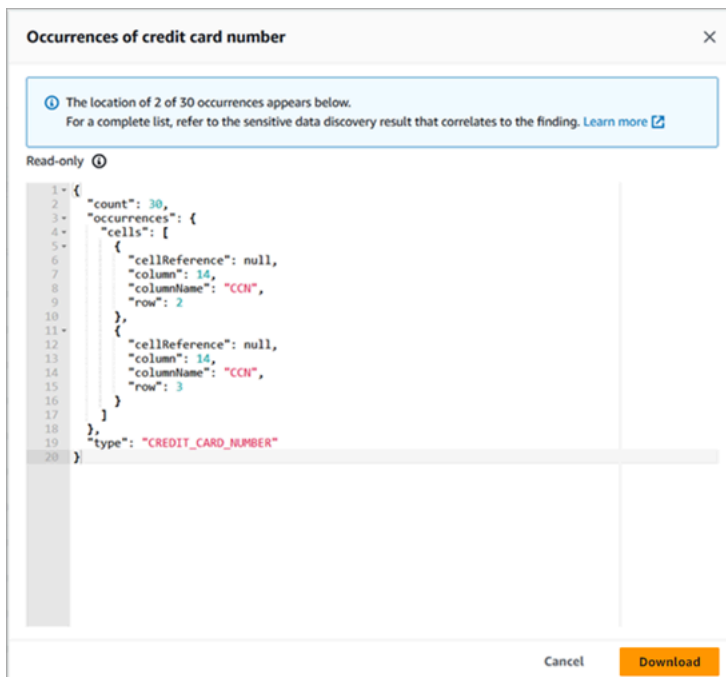 Occurrences of credit card number
The location of 2 of 30 occurrences appears below.
For a complete list, refer to the sensitive data discovery result that correlates to the finding. Learn more
Read-only
1 {
2 "count": 30,
3 "occurrences": {
4 "cells": [
5 {
6 "cellReference": null,
7 "column": 14,
8 "columnName": "CCN",
9 "row": 2
10 },
11 {
12 "cellReference": null,
13 "column": 14,
14 "columnName": "CCN",
15 "row": 3
16 }
17 ]
18 },
19 "type": "CREDIT_CARD_NUMBER"
20 }
Cancel Download